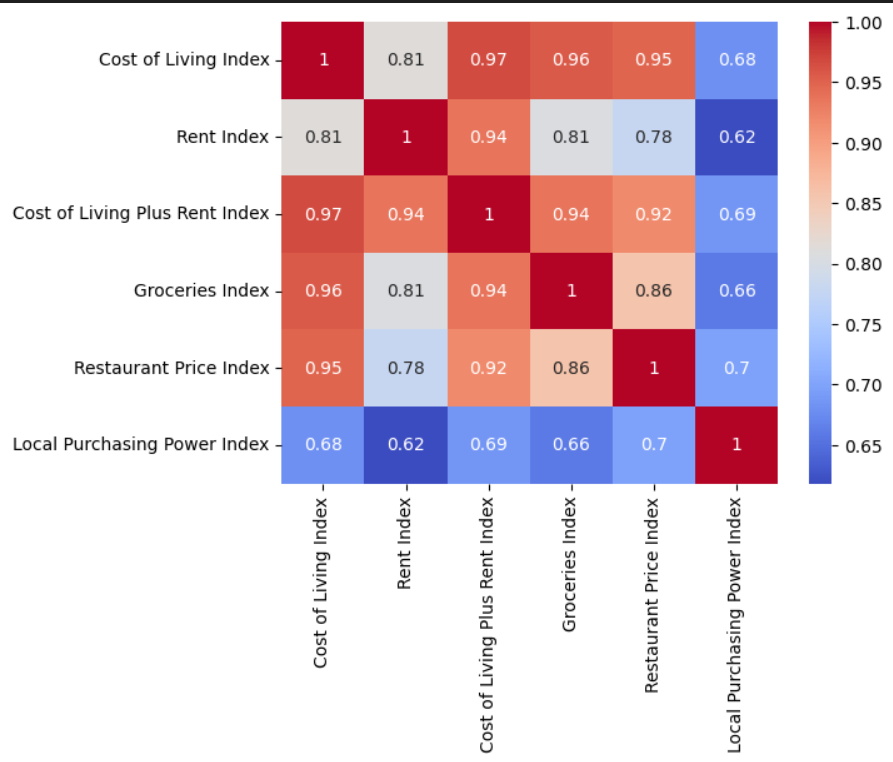 Cost of Living Index 1 0.81 0.97 0.96 0.95 0.68
Rent Index 0.81 1 0.94 0.81 0.78 0.62
Cost of Living Plus Rent Index 0.97 0.94 1 0.94 0.92 0.69
Groceries Index 0.96 0.81 0.94 1 0.86 0.66
Restaurant Price Index 0.95 0.78 0.92 0.86 1 0.7
Local Purchasing Power Index 0.68 0.62 0.69 0.66 0.7 1
Cost of Living Index
Rent Index
Cost of Living Plus Rent Index
Groceries Index
Restaurant Price Index
Local Purchasing Power Index
1.00
0.95
0.90
0.85
0.80
0.75
0.70
0.65